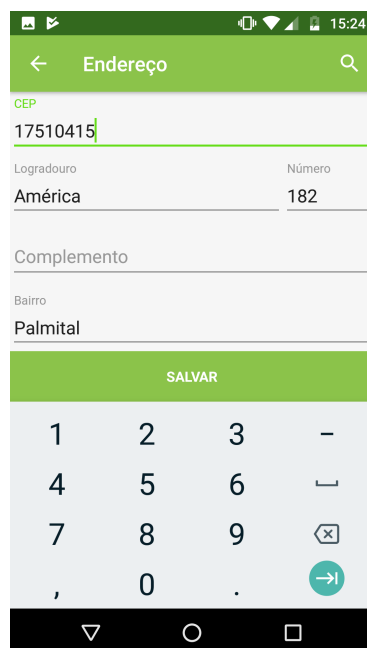 15:24
Endereço
CEP
17510415
Logradouro Número
América 182
Complemento
Bairro
Palmital
SALVAR
1 2 3 -
4 5 6
7 8 9
, 0 .